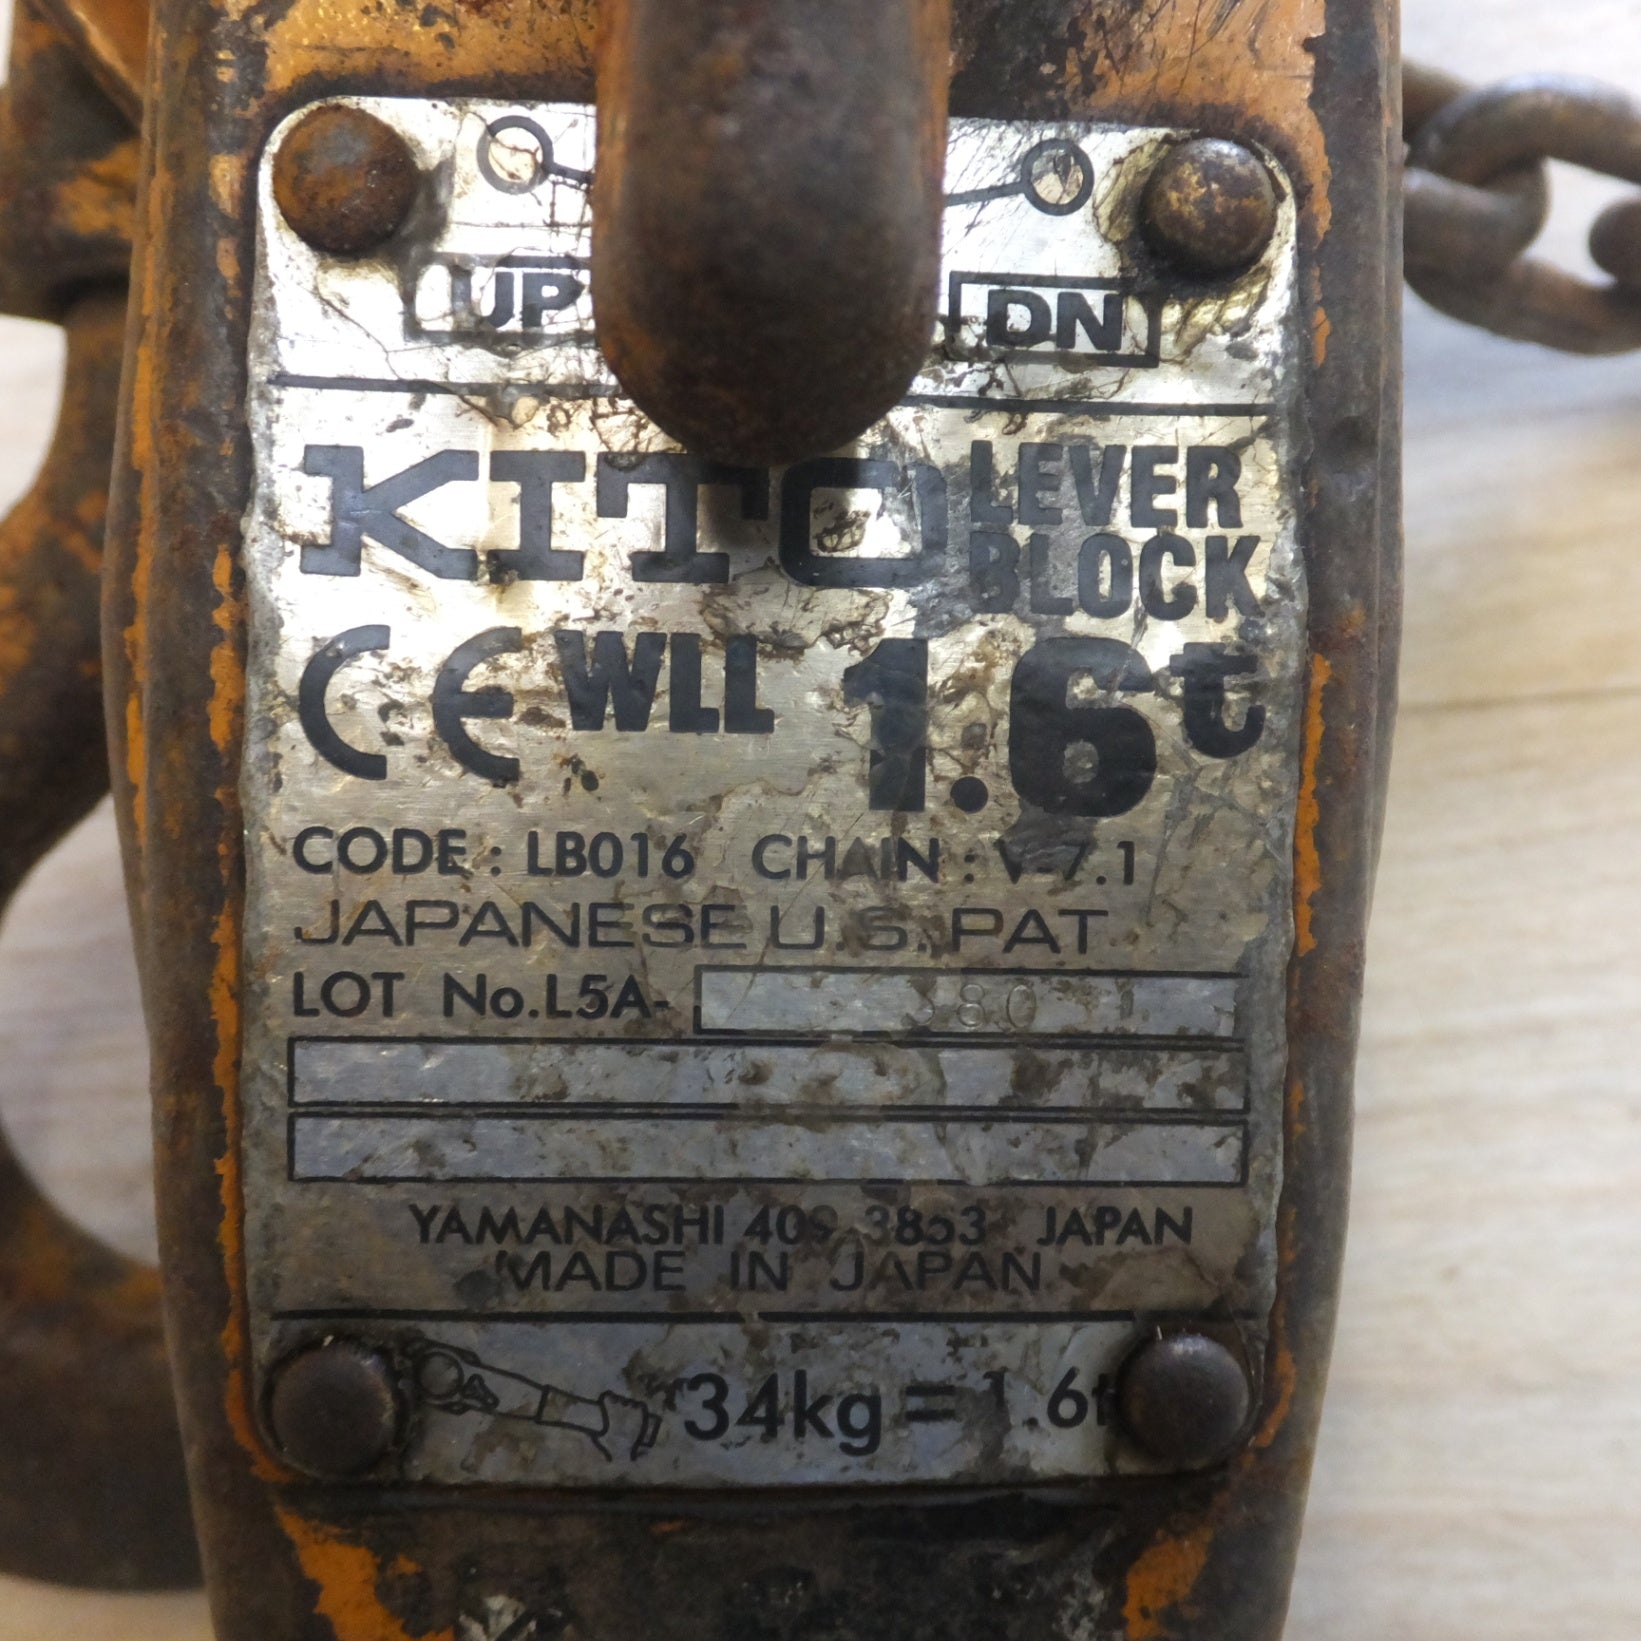 UP DN
KITO LEVER BLOCK
CE WLL 1.6t
CODE : LB016 CHAIN : V-7.1
JAPANESE U.S. PAT.
LOT No.L5A-
YAMANASHI 409 3853 JAPAN
MADE IN JAPAN
34kg = 1.6t